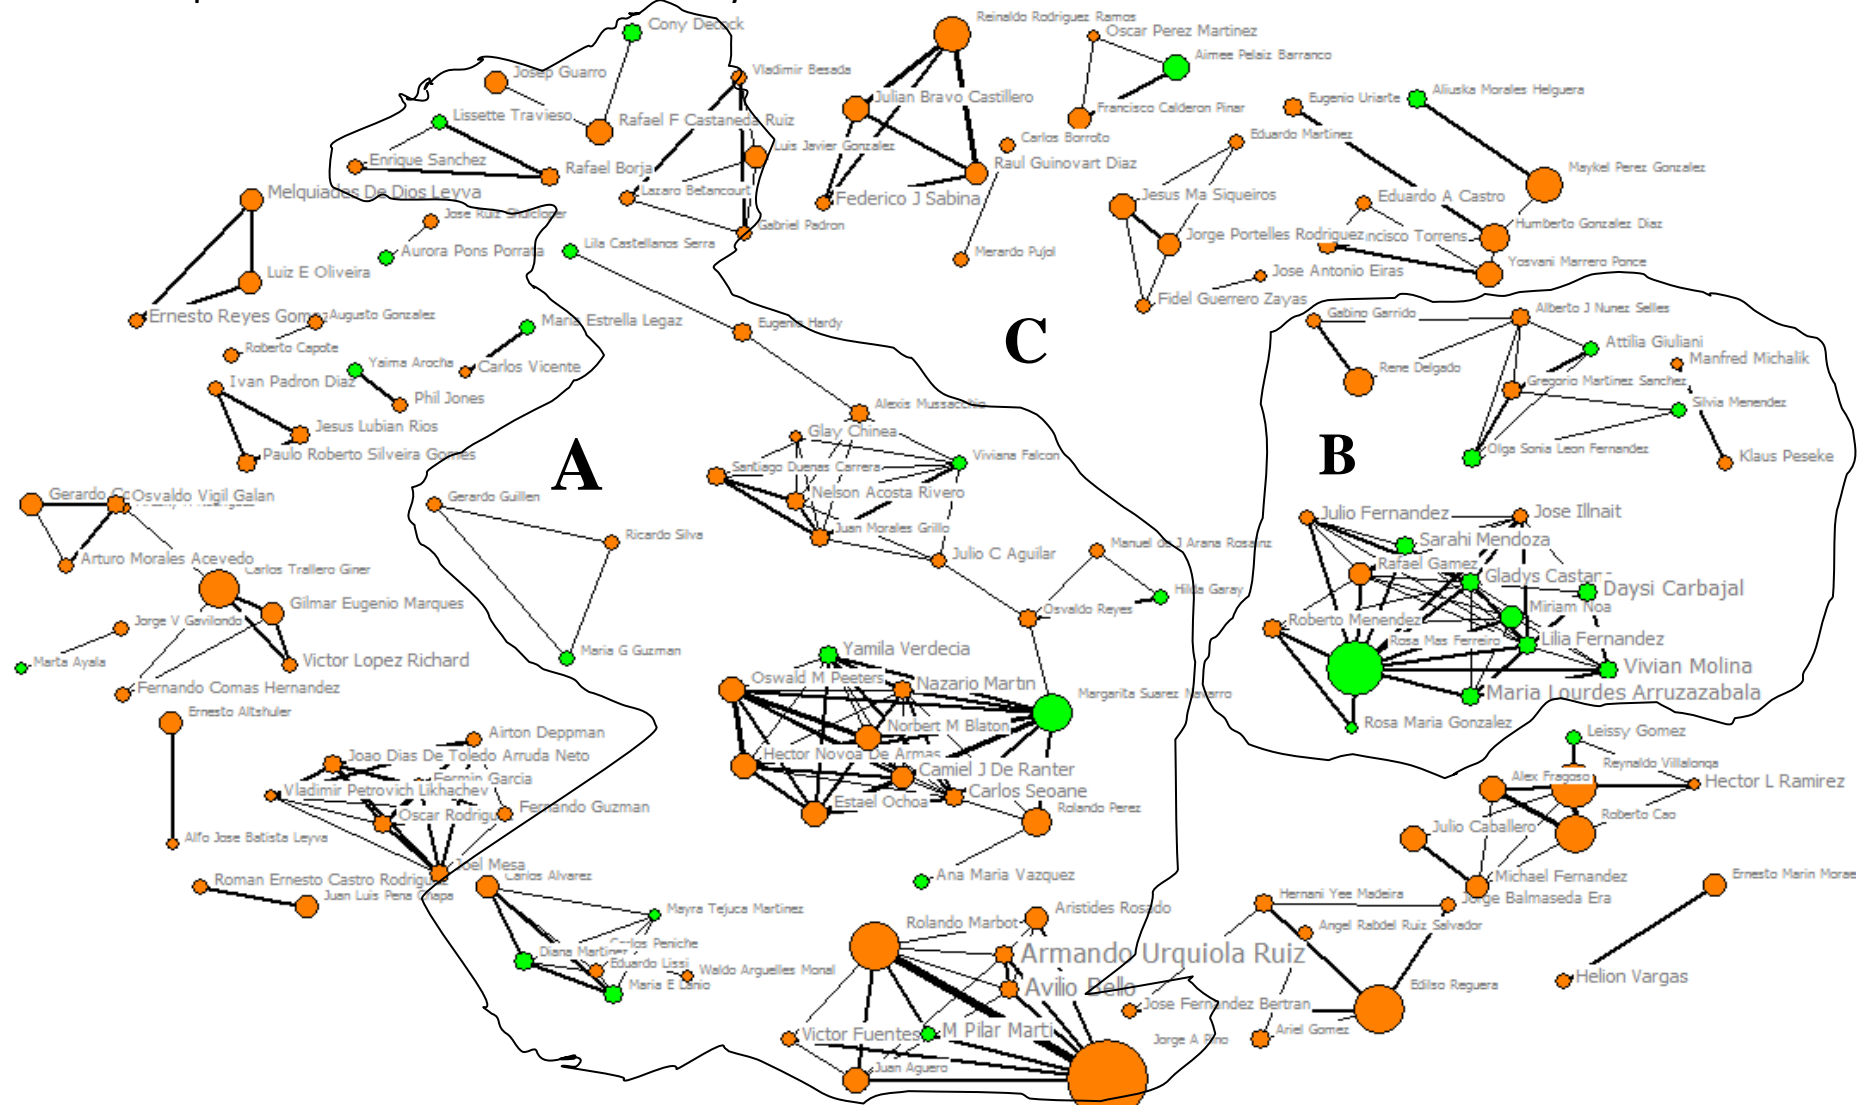 Cony Decock
Reinaldo Rodriguez Ramos
Oscar Perez Martinez
Aimee Pelaiz Barranco
Josep Guarro
Vladimir Besada
Julian Bravo Castillero
Francisco Calderon Pinar
Eugenio Uriarte
Aliuska Morales Helguera
Lissette Travieso
Rafael F Castaneda Ruiz
Luis Javier Gonzalez
Carlos Borroto
Eduardo Martinez
Enrique Sanchez
Rafael Borja
Raul Guinovart Diaz
Maykel Perez Gonzalez
Melquiades De Dios Leyva
Lazaro Betancourt
Federico J Sabina
Jesus Ma Siqueiros
Eduardo A Castro
Jose Ruiz Shulcloper
Gabriel Padron
Humberto Gonzalez Diaz
Aurora Pons Porrata
Lila Castellanos Serra
Merardo Pujol
Jorge Portelles Rodriguez
ncisco Torrens
Yosvani Marrero Ponce
Luiz E Oliveira
Jose Antonio Eiras
Fidel Guerrero Zayas
Ernesto Reyes Gomez
Augusto Gonzalez
Maria Estrella Legaz
Eugenio Hardy
C
Gabino Garrido
Alberto J Nunez Selles
Roberto Capote
Yaima Arocha
Carlos Vicente
Attilia Giuliani
Manfred Michalik
Ivan Padron Diaz
Phil Jones
Rene Delgado
Gregorio Martinez Sanchez
Alexis Mussacchio
Silvia Menendez
Jesus Lubian Rios
Glay Chinea
Paulo Roberto Silveira Gomes
A
Santiago Duenas Carrera
Viviana Falcon
B
Olga Sonia Leon Fernandez
Klaus Peseke
Gerardo
Osvaldo Vigil Galan
Gerardo Guillen
Nelson Acosta Rivero
Julio Fernandez
Jose Illnait
Juan Morales Grillo
Ricardo Silva
Sarahi Mendoza
Arturo Morales Acevedo
Julio C Aguilar
Manuel de J Arana Rosainz
Carlos Trallero Giner
Rafael Gamez
Gladys Castan
Daysi Carbajal
Hilda Garay
Gilmar Eugenio Marques
Osvaldo Reyes
Miriam Noa
Jorge V Gavilondo
Roberto Menendez
Rosa Mas Ferreiro
Lilia Fernandez
Marta Ayala
Victor Lopez Richard
Maria G Guzman
Yamila Verdecia
Vivian Molina
Fernando Comas Hernandez
Oswald M Peeters
Nazario Martin
Margarita Suarez Navarro
Maria Lourdes Arruzazabala
Ernesto Altshuler
Norbert M Blaton
Rosa Maria Gonzalez
Leissy Gomez
Airton Deppman
Joao Dias De Toledo Arruda Neto
Hector Novoa De Armas
Camiel J De Ranter
Reynaldo Villalonga
Fermin Garcia
Alex Fragoso
Hector L Ramirez
Vladimir Petrovich Likhachev
Carlos Seoane
Fernando Guzman
Estael Ochoa
Rolando Perez
Oscar Rodrigu
Roberto Cao
Alfo Jose Batista Leyva
Julio Caballero
Joel Mesa
Roman Ernesto Castro Rodriguez
Carlos Alvarez
Ana Maria Vazquez
Michael Fernandez
Ernesto Marin Morae
Juan Luis Pena Chapa
Hernani Yee Madeira
Jorge Balmaseda Era
Mayra Tejuca Martinez
Rolando Marbot
Aristides Rosado
Angel Rabdel Ruiz Salvador
Diana Martinez
Carlos Peniche
Armando Urquiola Ruiz
Eduardo Lissi
Waldo Arguelles Monal
Helion Vargas
Maria E Lanio
Avilio Bello
Edilso Reguera
Jose Fernandez Bertran
Victor Fuentes
M Pilar Marti
Jorge A Pino
Ariel Gomez
Juan Aguero